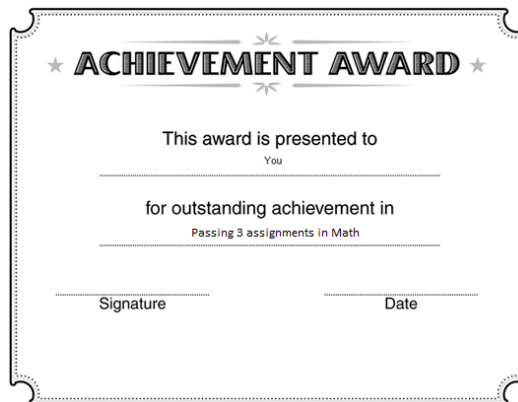 ACHIEVEMENT AWARD
This award is presented to
You
for outstanding achievement in
Passing 3 assignments in Math
Signature Date